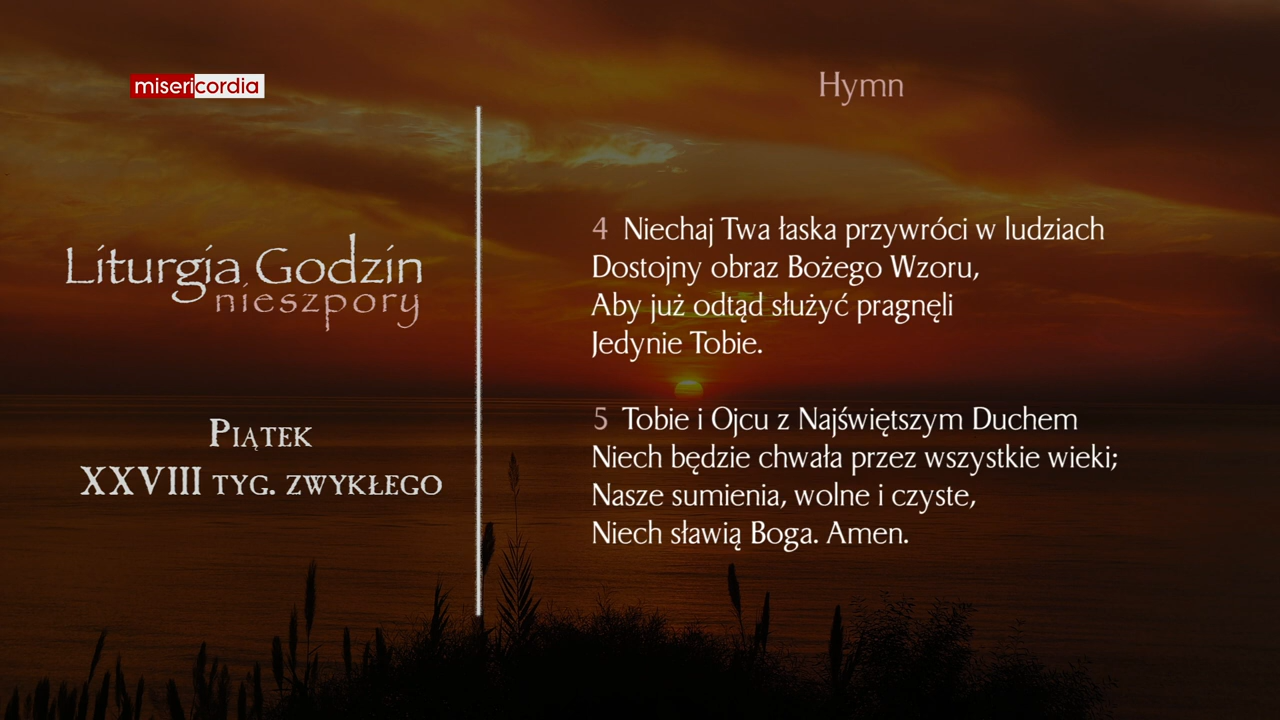 misericordia
Liturgia Godzin
nieszpory
Piątek
XXVIII tyg. zwykłego
Hymn
4 Niechaj Twa łaska przywróci w ludziach
Dostojny obraz Bożego Wzoru,
Aby już odtąd służyć pragnęli
Jedynie Tobie.
5 Tobie i Ojcu z Najświętszym Duchem
Niech będzie chwała przez wszystkie wieki;
Nasze sumienia, wolne i czyste,
Niech sławią Boga. Amen.